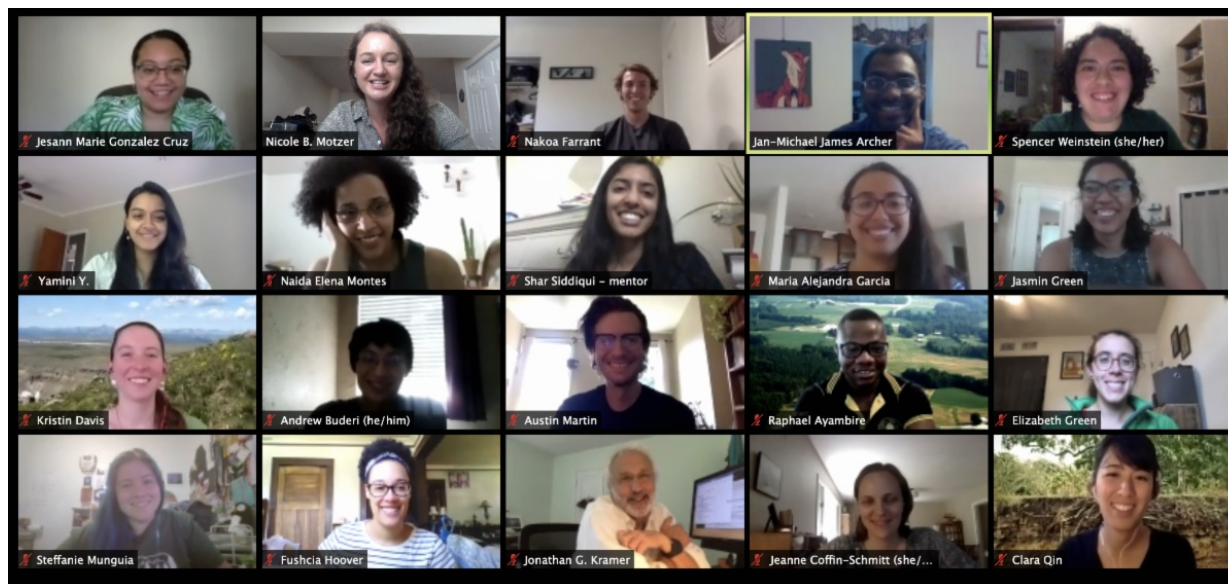 Jesann Marie Gonzalez Cruz
Nicole B. Motzer
Nakoa Farrant
Jan-Michael James Archer
Spencer Weinstein (she/her)
Yamini Y.
Naida Elena Montes
Shar Siddiqui – mentor
Maria Alejandra Garcia
Jasmin Green
Kristin Davis
Andrew Buderi (he/him)
Austin Martin
Raphael Ayambire
Elizabeth Green
Steffanie Munguia
Fushcia Hoover
Jonathan G. Kramer
Jeanne Coffin-Schmitt (she/...
Clara Qin